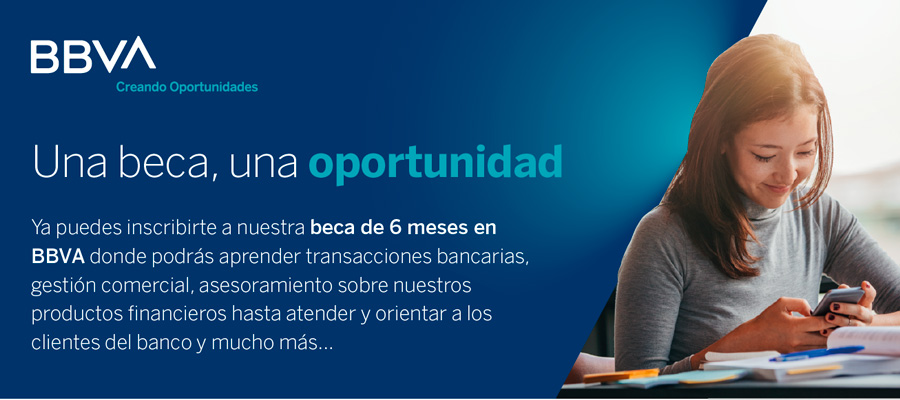 BBVA
Creando Oportunidades
Una beca, una oportunidad
Ya puedes inscribirte a nuestra beca de 6 meses en
BBVA donde podrás aprender transacciones bancarias,
gestión comercial, asesoramiento sobre nuestros
productos financieros hasta atender y orientar a los
clientes del banco y mucho más...